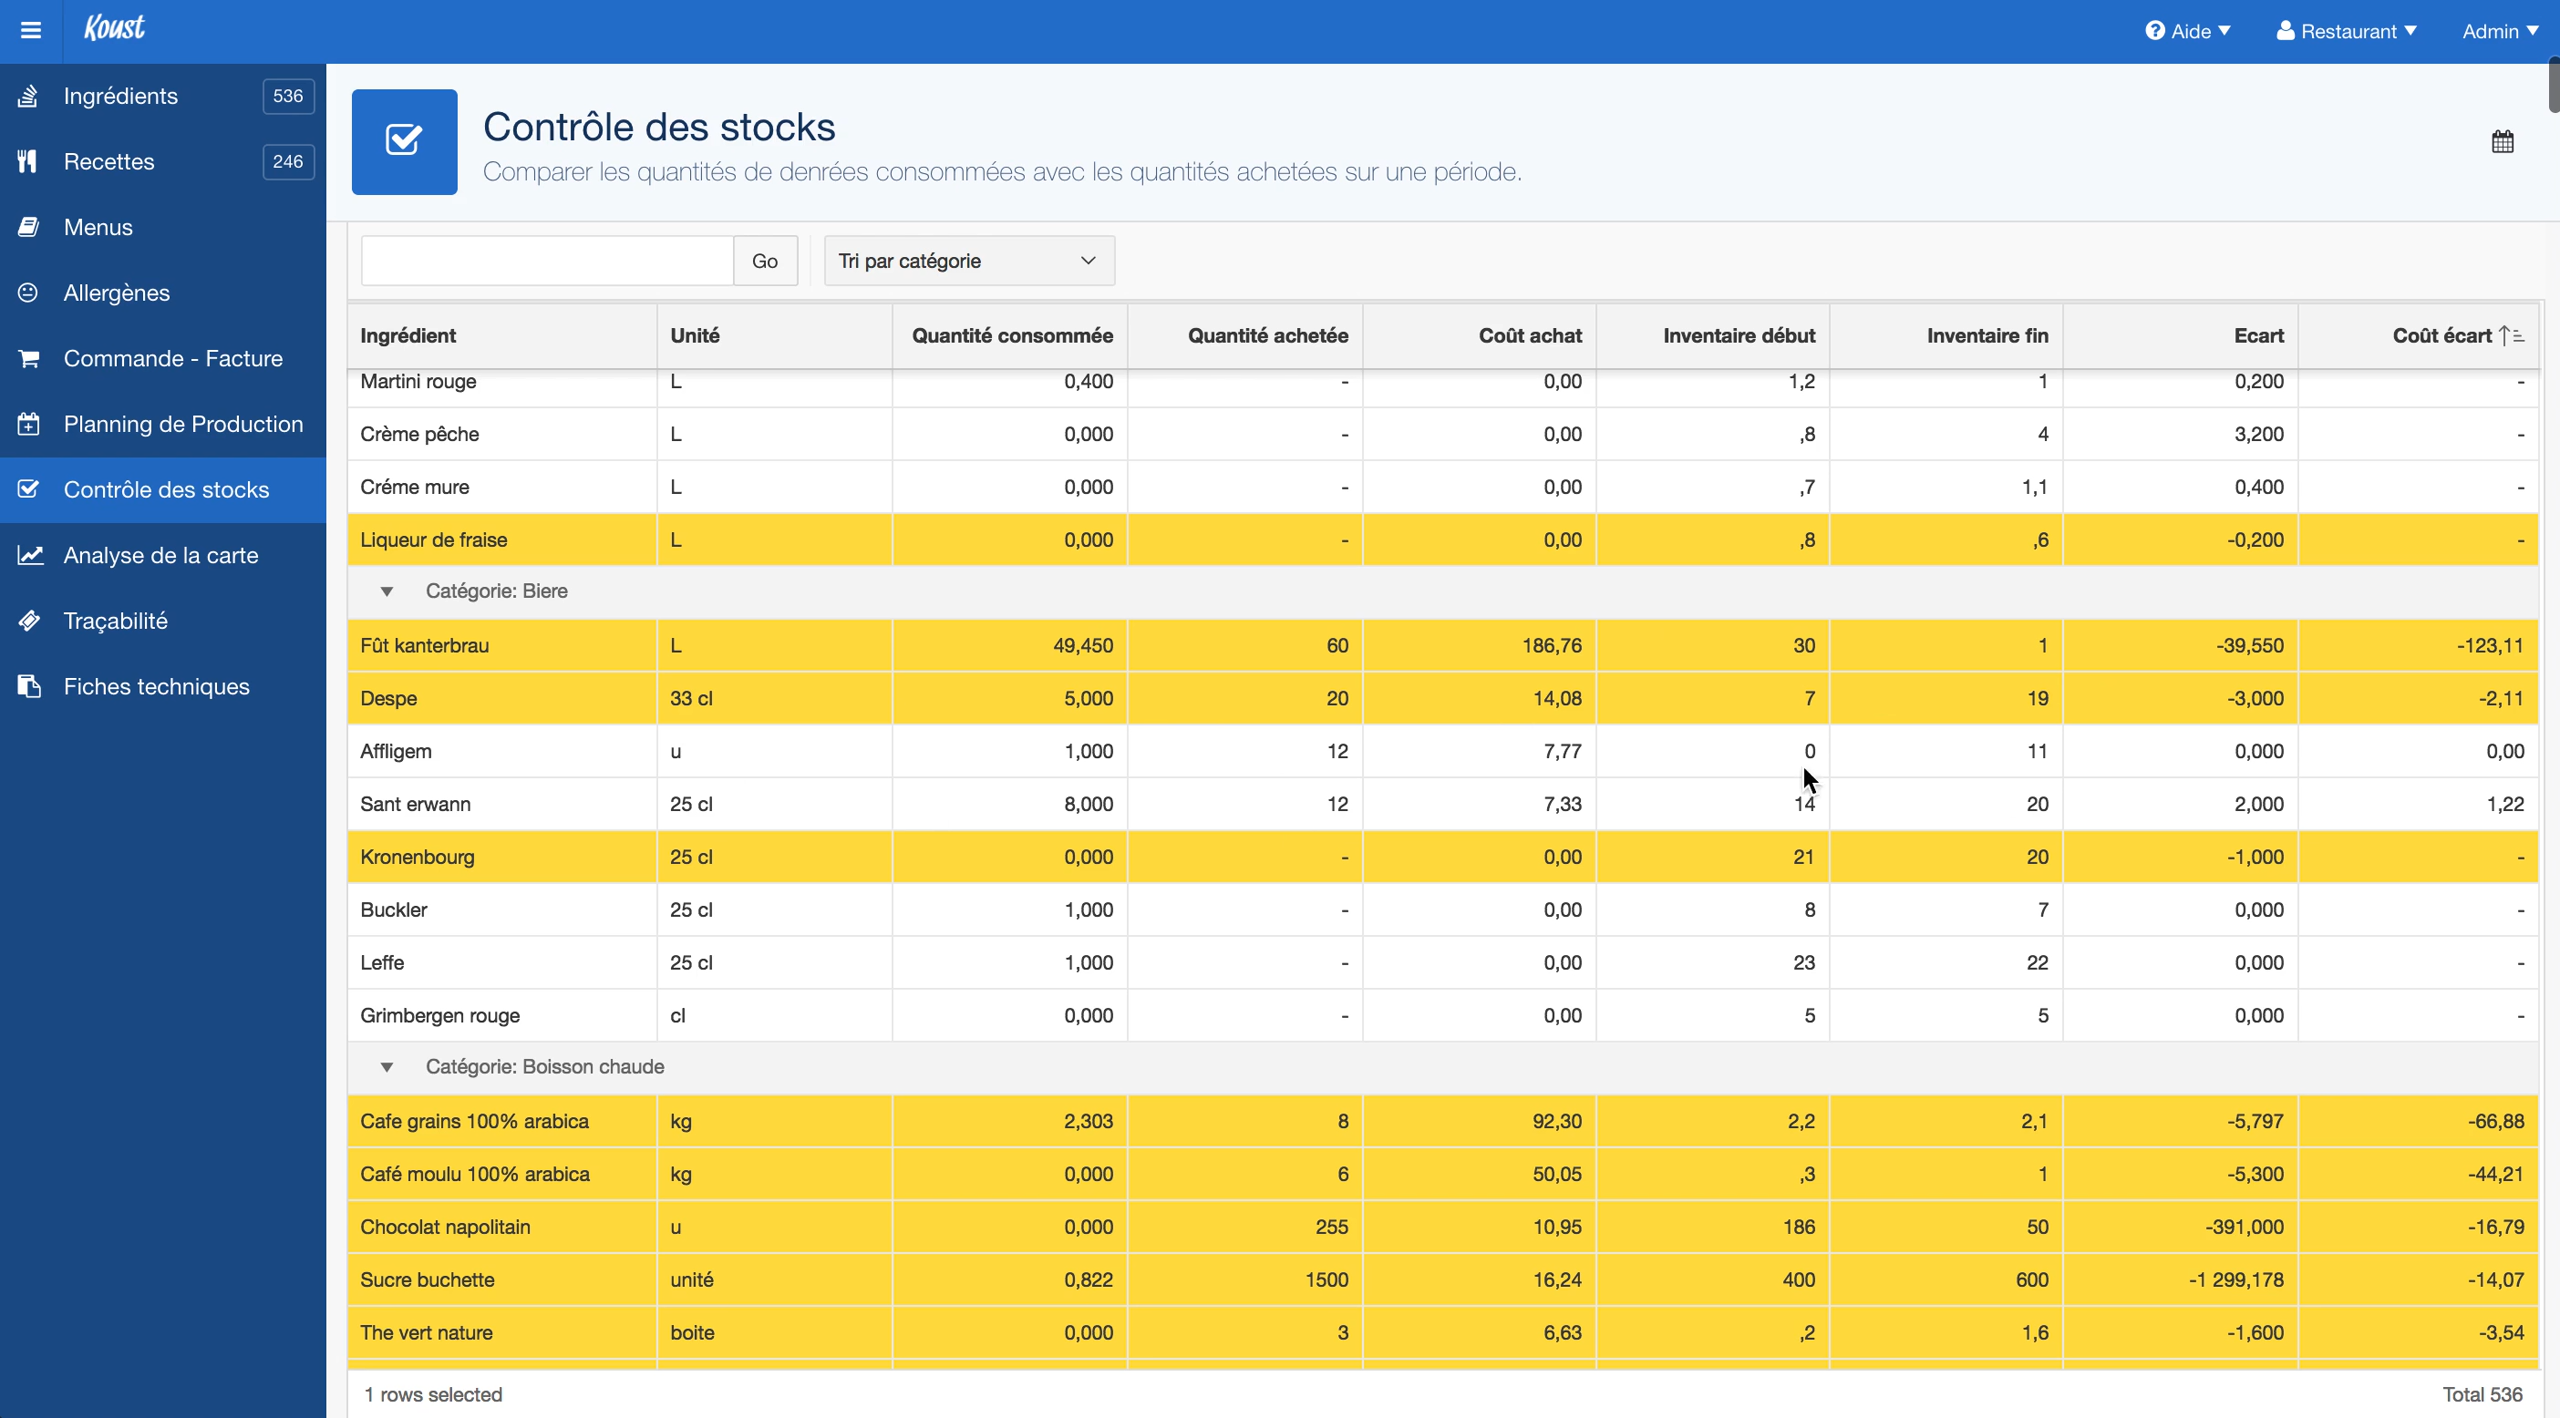 Koust
Aide
Restaurant
Admin
Ingrédients 536
Recettes 246
Menus
Allergènes
Commande - Facture
Planning de Production
Contrôle des stocks
Analyse de la carte
Traçabilité
Fiches techniques
Contrôle des stocks
Comparer les quantités de denrées consommées avec les quantités achetées sur une période.
Go
Tri par catégorie
Ingrédient Unité Quantité consommée Quantité achetée Coût achat Inventaire début Inventaire fin Ecart Coût écart
Martini rouge L 0,400 - 0,00 1,2 1 0,200 -
Crème pêche L 0,000 - 0,00 ,8 4 3,200 -
Créme mure L 0,000 - 0,00 ,7 1,1 0,400 -
Liqueur de fraise L 0,000 - 0,00 ,8 ,6 -0,200 -
Catégorie: Biere
Fût kanterbrau L 49,450 60 186,76 30 1 -39,550 -123,11
Despe 33 cl 5,000 20 14,08 7 19 -3,000 -2,11
Affligem u 1,000 12 7,77 0 11 0,000 0,00
Sant erwann 25 cl 8,000 12 7,33 14 20 2,000 1,22
Kronenbourg 25 cl 0,000 - 0,00 21 20 -1,000 -
Buckler 25 cl 1,000 - 0,00 8 7 0,000 -
Leffe 25 cl 1,000 - 0,00 23 22 0,000 -
Grimbergen rouge cl 0,000 - 0,00 5 5 0,000 -
Catégorie: Boisson chaude
Cafe grains 100% arabica kg 2,303 8 92,30 2,2 2,1 -5,797 -66,88
Café moulu 100% arabica kg 0,000 6 50,05 ,3 1 -5,300 -44,21
Chocolat napolitain u 0,000 255 10,95 186 50 -391,000 -16,79
Sucre buchette unité 0,822 1500 16,24 400 600 -1 299,178 -14,07
The vert nature boite 0,000 3 6,63 ,2 1,6 -1,600 -3,54
1 rows selected
Total 536